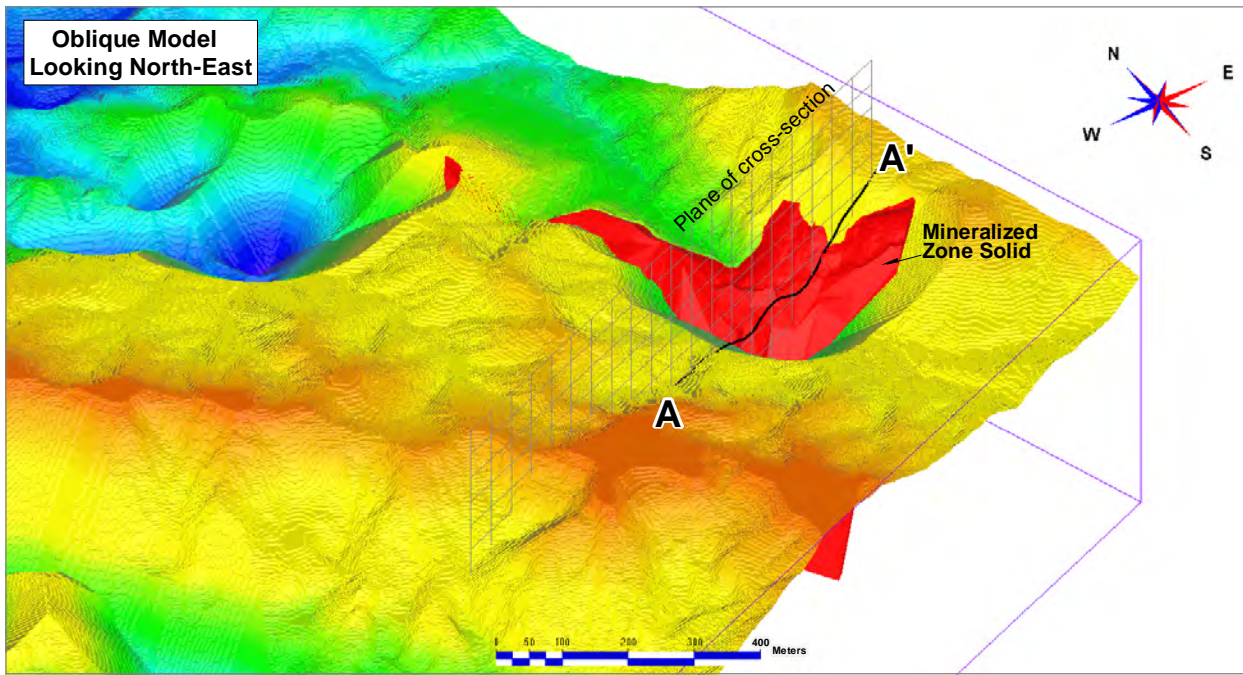 Oblique Model
Looking North-East
N
E
W
S
Plane of cross-section
A'
Mineralized
Zone Solid
A
0 50 100 200 300 400
Meters